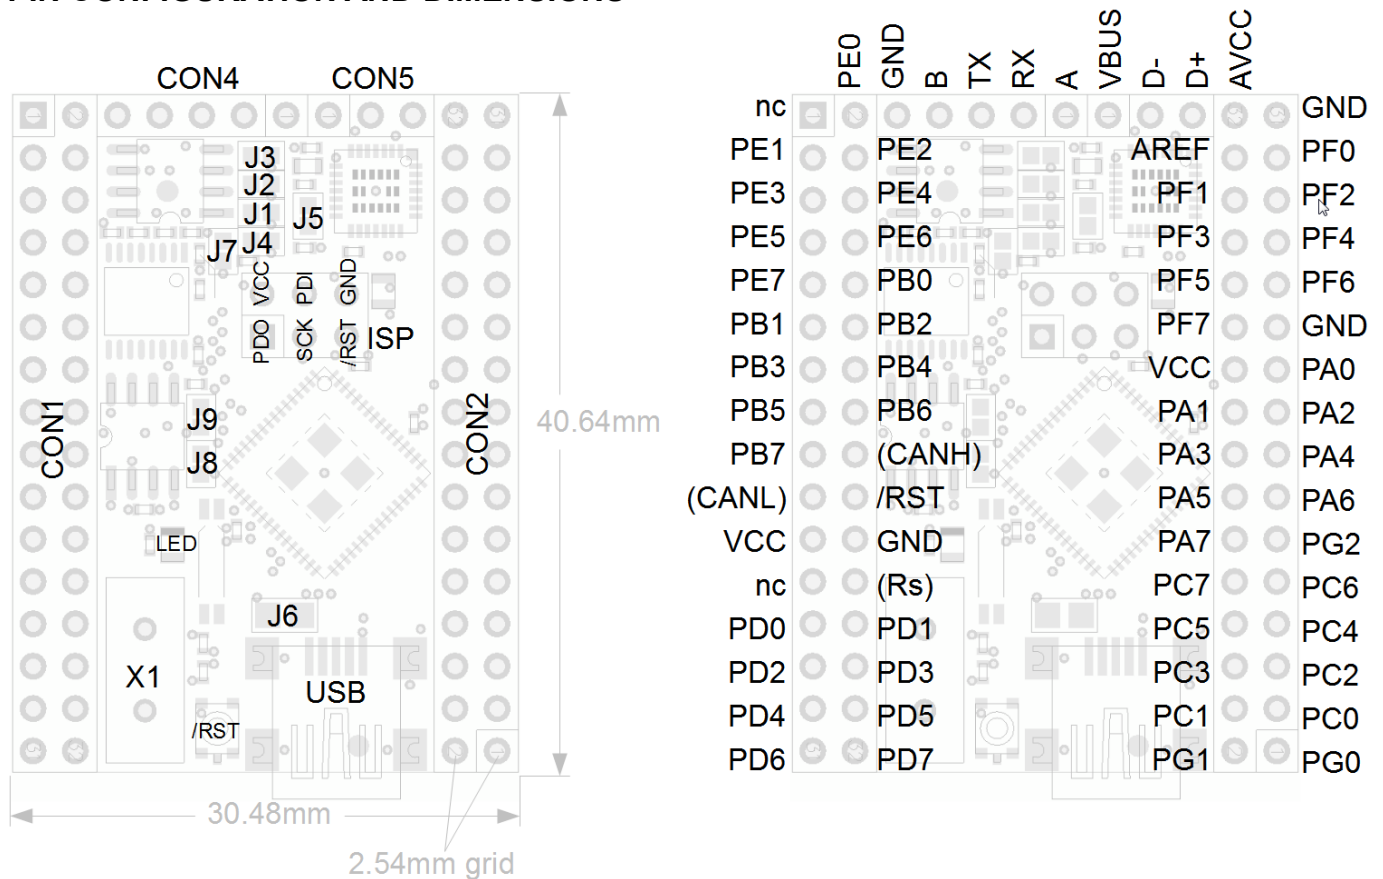 CON4 CON5
J3
J2
J1
J5
J7 J4
VCC PDI GND
PDO SCK /RST ISP
CON1
J9
J8
CON2
40.64mm
LED
J6
X1
USB
/RST
30.48mm
2.54mm grid
PE0 GND B TX RX A VBUS D- D+ AVCC
nc GND
PE1 PE2 AREF PF0
PE3 PE4 PF1 PF2
PE5 PE6 PF3 PF4
PE7 PB0 PF5 PF6
PB1 PB2 PF7 GND
PB3 PB4 VCC PA0
PB5 PB6 PA1 PA2
PB7 (CANH) PA3 PA4
(CANL) /RST PA5 PA6
VCC GND PA7 PG2
nc (Rs) PC7 PC6
PD0 PD1 PC5 PC4
PD2 PD3 PC3 PC2
PD4 PD5 PC1 PC0
PD6 PD7 PG1 PG0